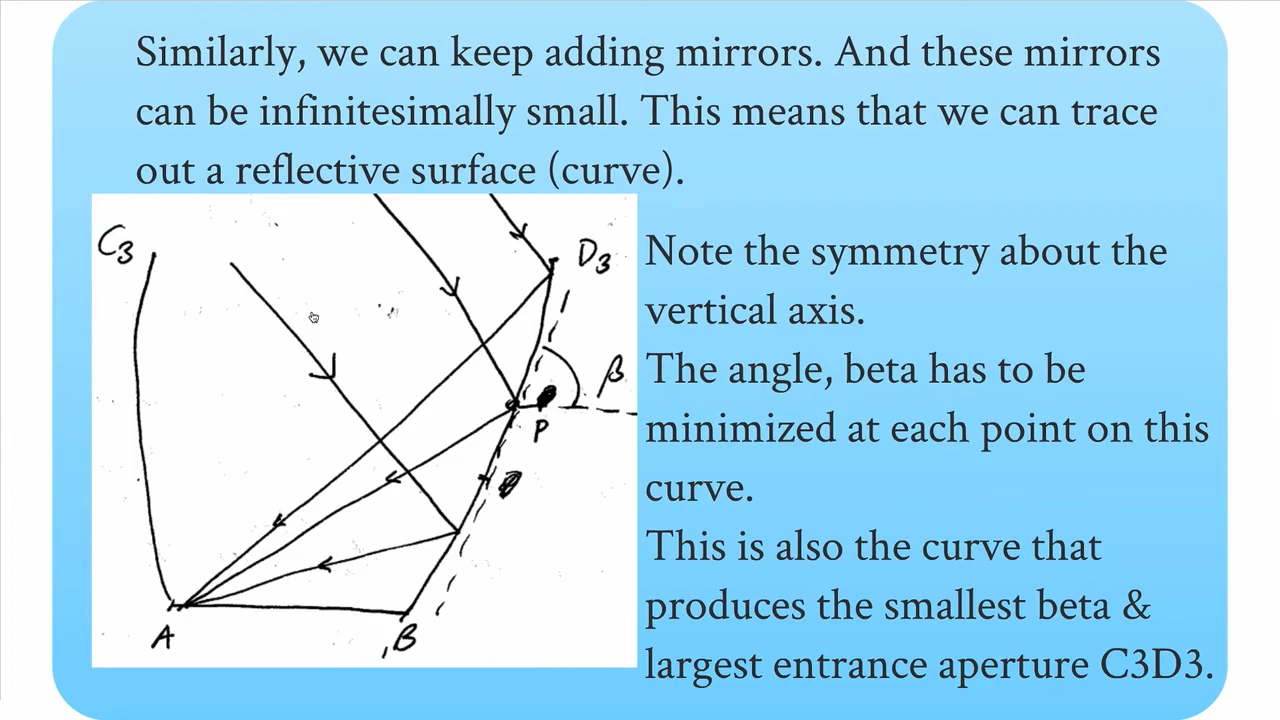 Similarly, we can keep adding mirrors. And these mirrors
can be infinitesimally small. This means that we can trace
out a reflective surface (curve).
C3
D3
β
P
A
B
Note the symmetry about the
vertical axis.
The angle, beta has to be
minimized at each point on this
curve.
This is also the curve that
produces the smallest beta &
largest entrance aperture C3D3.